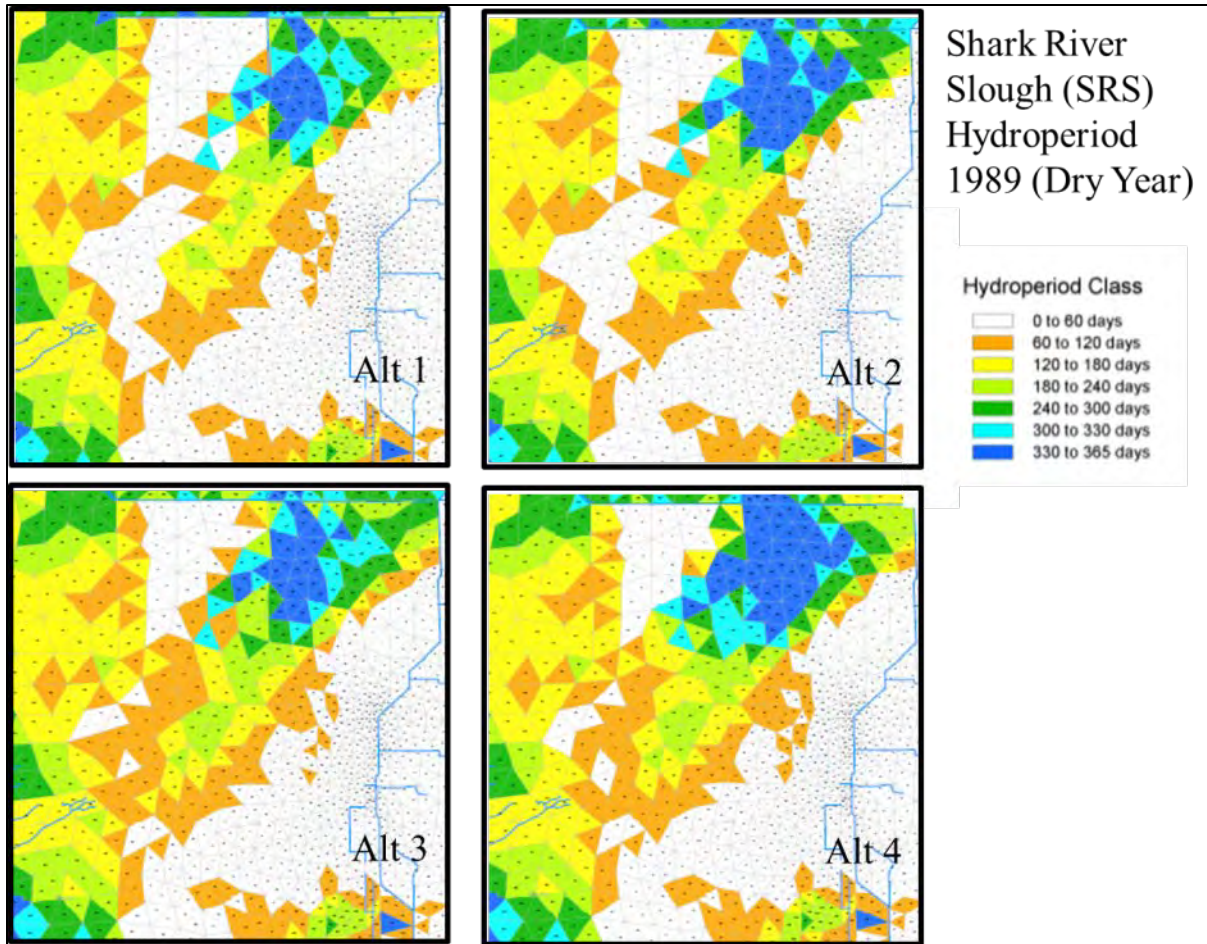 Shark River
Slough (SRS)
Hydroperiod
1989 (Dry Year)
Hydroperiod Class
0 to 60 days
60 to 120 days
120 to 180 days
180 to 240 days
240 to 300 days
300 to 330 days
330 to 365 days
Alt 1
Alt 2
Alt 3
Alt 4